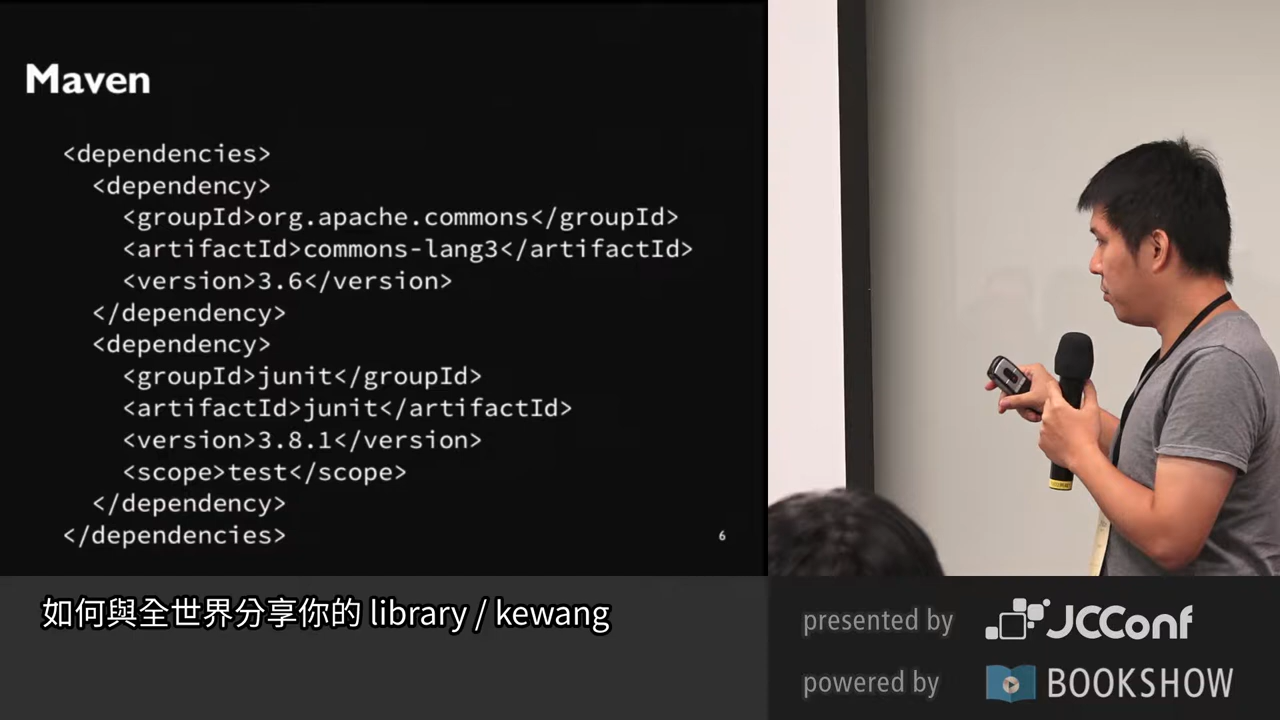 Maven
<dependencies>
<dependency>
<groupId>org.apache.commons</groupId>
<artifactId>commons-lang3</artifactId>
<version>3.6</version>
</dependency>
<dependency>
<groupId>junit</groupId>
<artifactId>junit</artifactId>
<version>3.8.1</version>
<scope>test</scope>
</dependency>
</dependencies>
6
如何與全世界分享你的 library / kewang
presented by JCConf
powered by BOOKSHOW